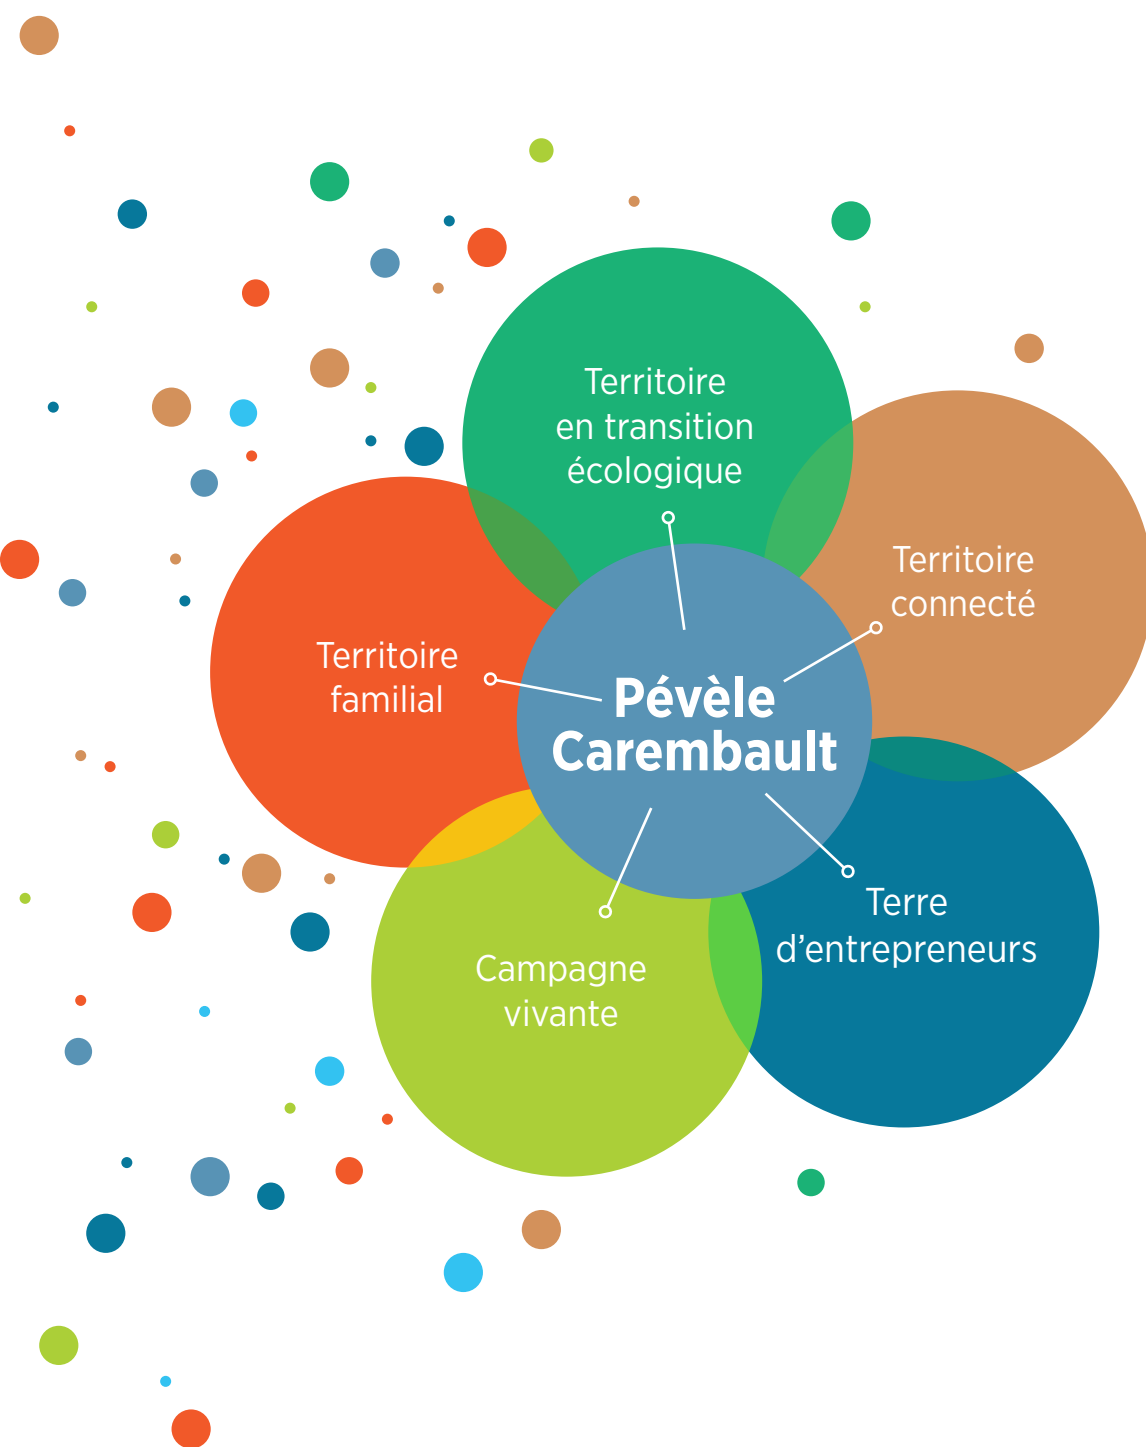 Territoire
en transition
écologique
Territoire
connecté
Territoire
familial
Pévèle
Carembault
Terre
d’entrepreneurs
Campagne
vivante